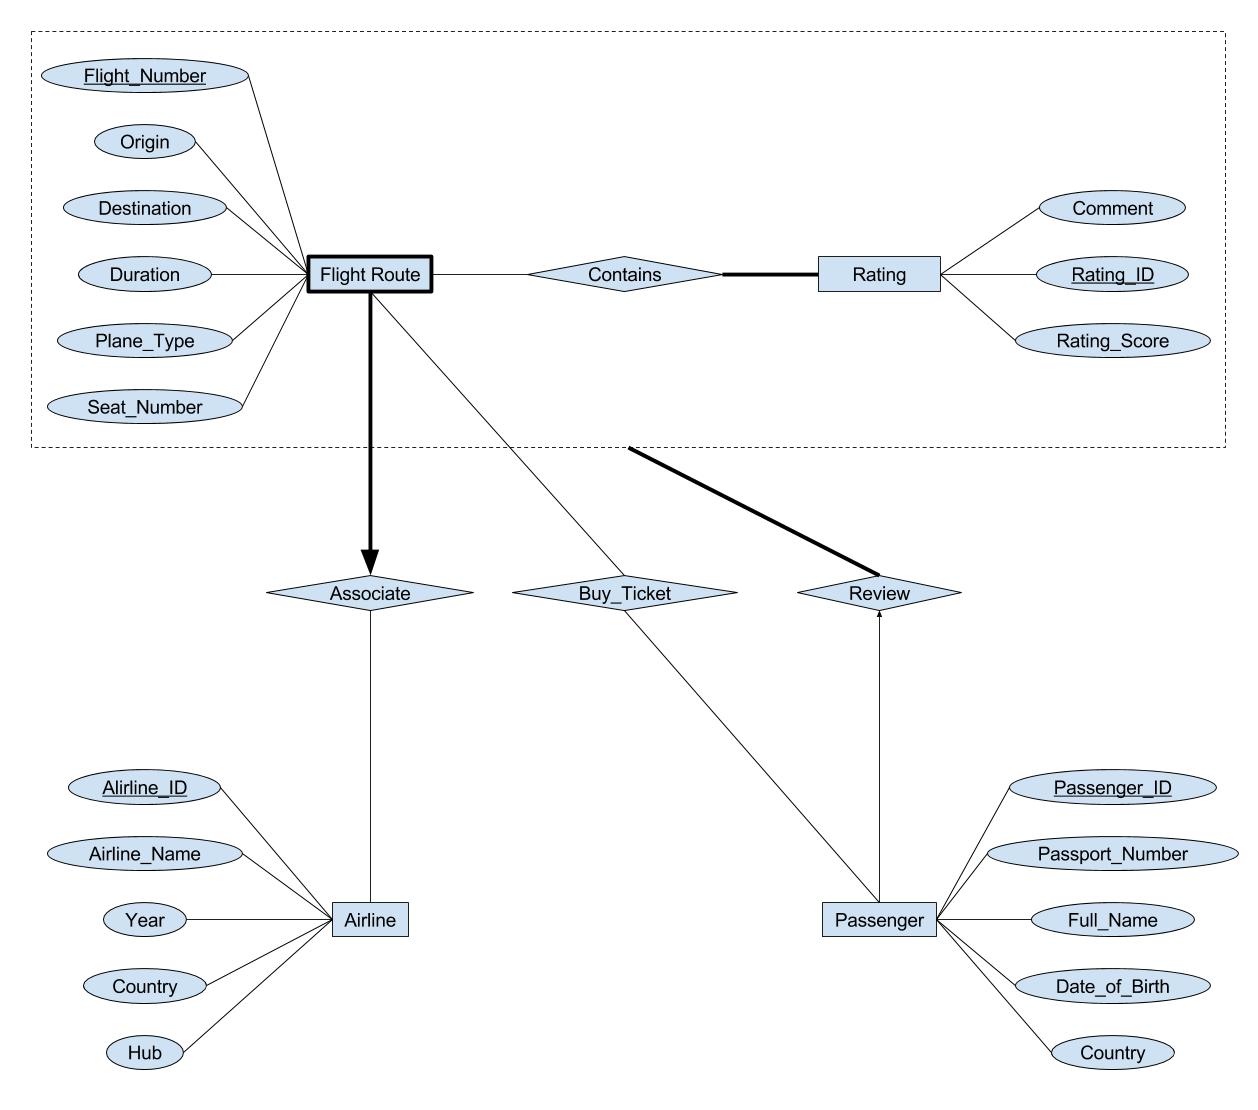 Flight_Number
Origin
Destination
Duration
Plane_Type
Seat_Number
Flight Route
Contains
Rating
Comment
Rating_ID
Rating_Score
Associate
Buy_Ticket
Review
Alirline_ID
Airline_Name
Year
Country
Hub
Airline
Passenger
Passenger_ID
Passport_Number
Full_Name
Date_of_Birth
Country